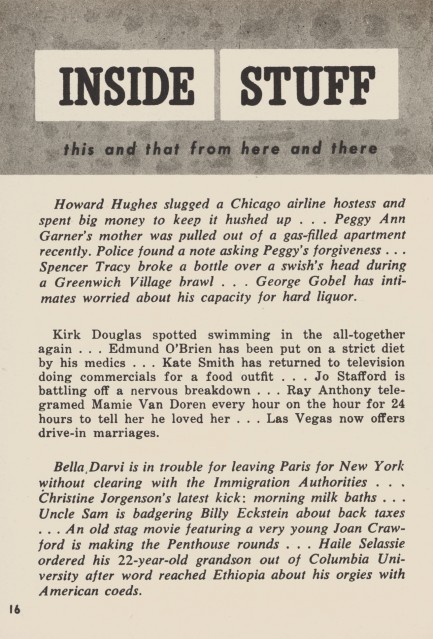 INSIDE STUFF
this and that from here and there
Howard Hughes slugged a Chicago airline hostess and
spent big money to keep it hushed up . . . Peggy Ann
Garner's mother was pulled out of a gas-filled apartment
recently. Police found a note asking Peggy's forgiveness . . .
Spencer Tracy broke a bottle over a swish's head during
a Greenwich Village brawl . . . George Gobel has inti-
mates worried about his capacity for hard liquor.
Kirk Douglas spotted swimming in the all-together
again . . . Edmund O'Brien has been put on a strict diet
by his medics . . . Kate Smith has returned to television
doing commercials for a food outfit . . . Jo Stafford is
battling off a nervous breakdown . . . Ray Anthony tele-
gramed Mamie Van Doren every hour on the hour for 24
hours to tell her he loved her . . . Las Vegas now offers
drive-in marriages.
Bella Darvi is in trouble for leaving Paris for New York
without clearing with the Immigration Authorities . . .
Christine Jorgenson's latest kick: morning milk baths . . .
Uncle Sam is badgering Billy Eckstein about back taxes
. . . An old stag movie featuring a very young Joan Craw-
ford is making the Penthouse rounds . . . Haile Selassie
ordered his 22-year-old grandson out of Columbia Uni-
versity after word reached Ethiopia about his orgies with
American coeds.
16